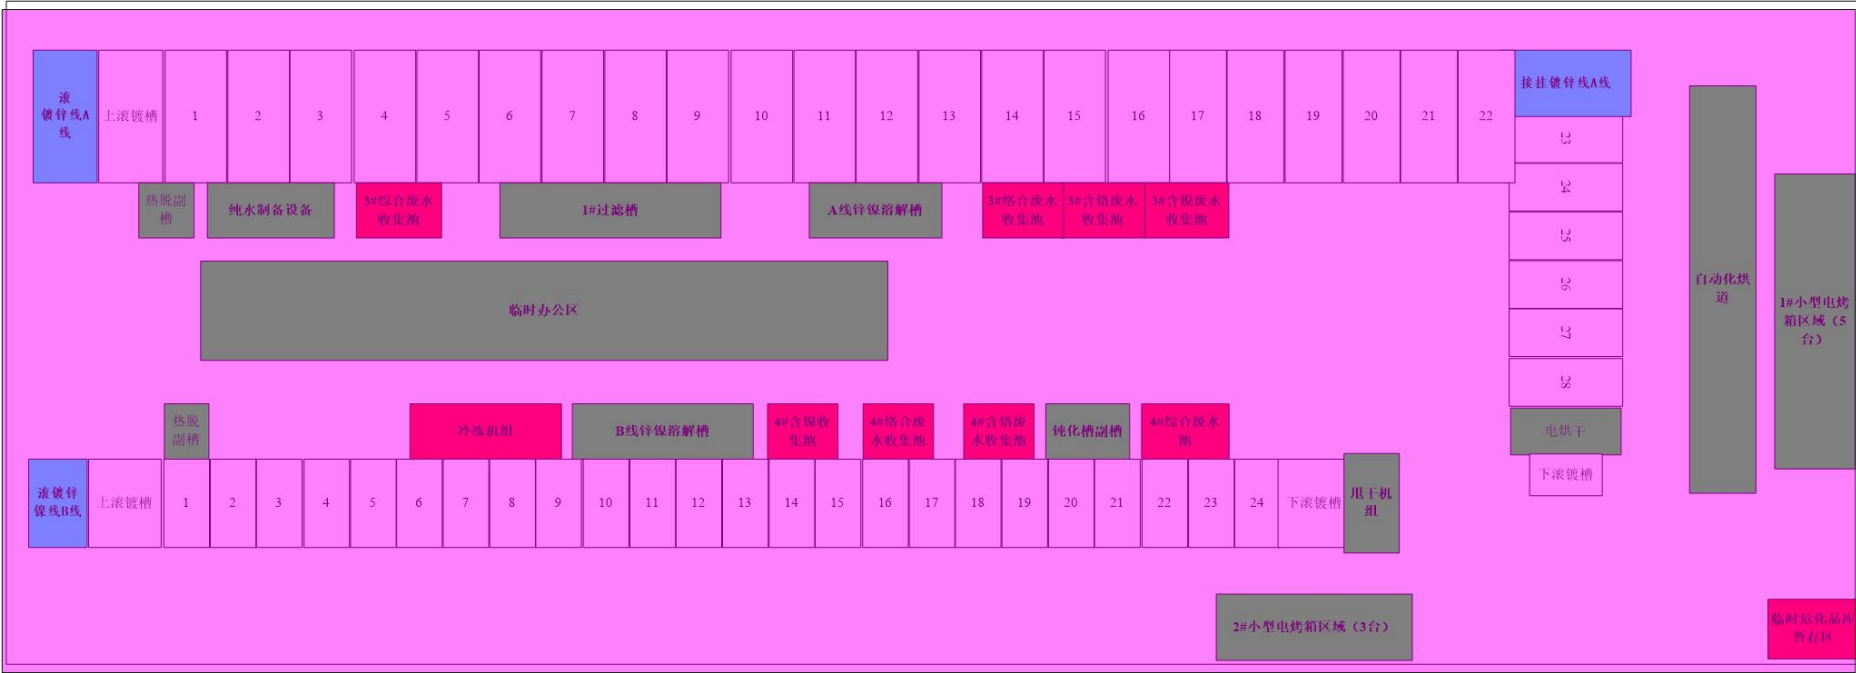 滚
镀锌线A
线
上滚镀槽
1
2
3
4
5
6
7
8
9
10
11
12
13
14
15
16
17
18
19
20
21
22
接挂镀锌线A线
23
24
25
26
27
28
电烘干
下滚镀槽
热脱副
槽
纯水制备设备
3#综合废水
收集池
1#过滤槽
A线锌镍溶解槽
3#络合废水
收集池
3#含铬废水
收集池
3#含镍废水
收集池
临时办公区
自动化烘
道
1#小型电烤
箱区域（5
台）
热脱
副槽
冷冻机组
B线锌镍溶解槽
4#含镍收
集池
4#络合废
水收集池
4#含铬废
水收集池
钝化槽副槽
4#综合废水
池
滚镀锌
镍线B线
上滚镀槽
1
2
3
4
5
6
7
8
9
10
11
12
13
14
15
16
17
18
19
20
21
22
23
24
下滚镀槽
甩干机
组
2#小型电烤箱区域（3台）
临时危化品库
暂存区